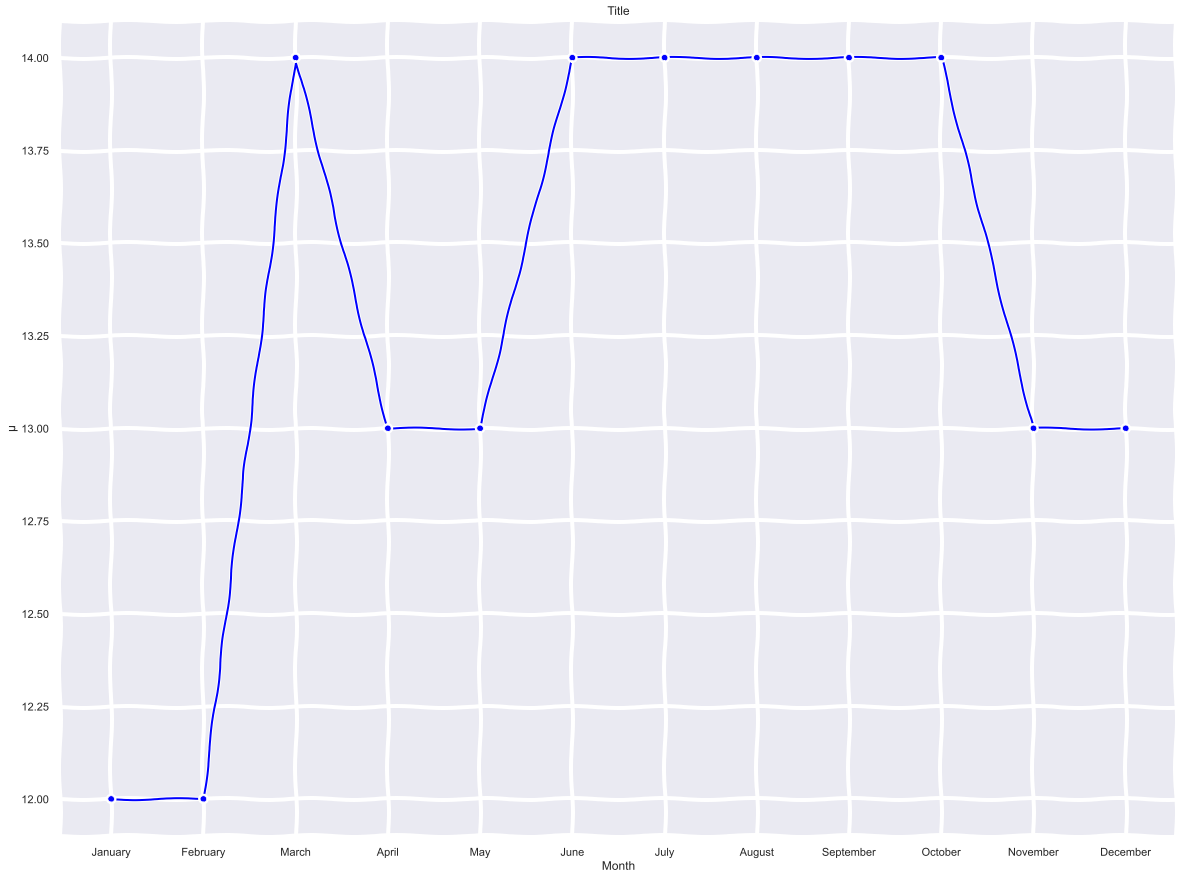 Title
14.00
13.75
13.50
13.25
μ
13.00
12.75
12.50
12.25
12.00
January February March April May June July August September October November December
Month